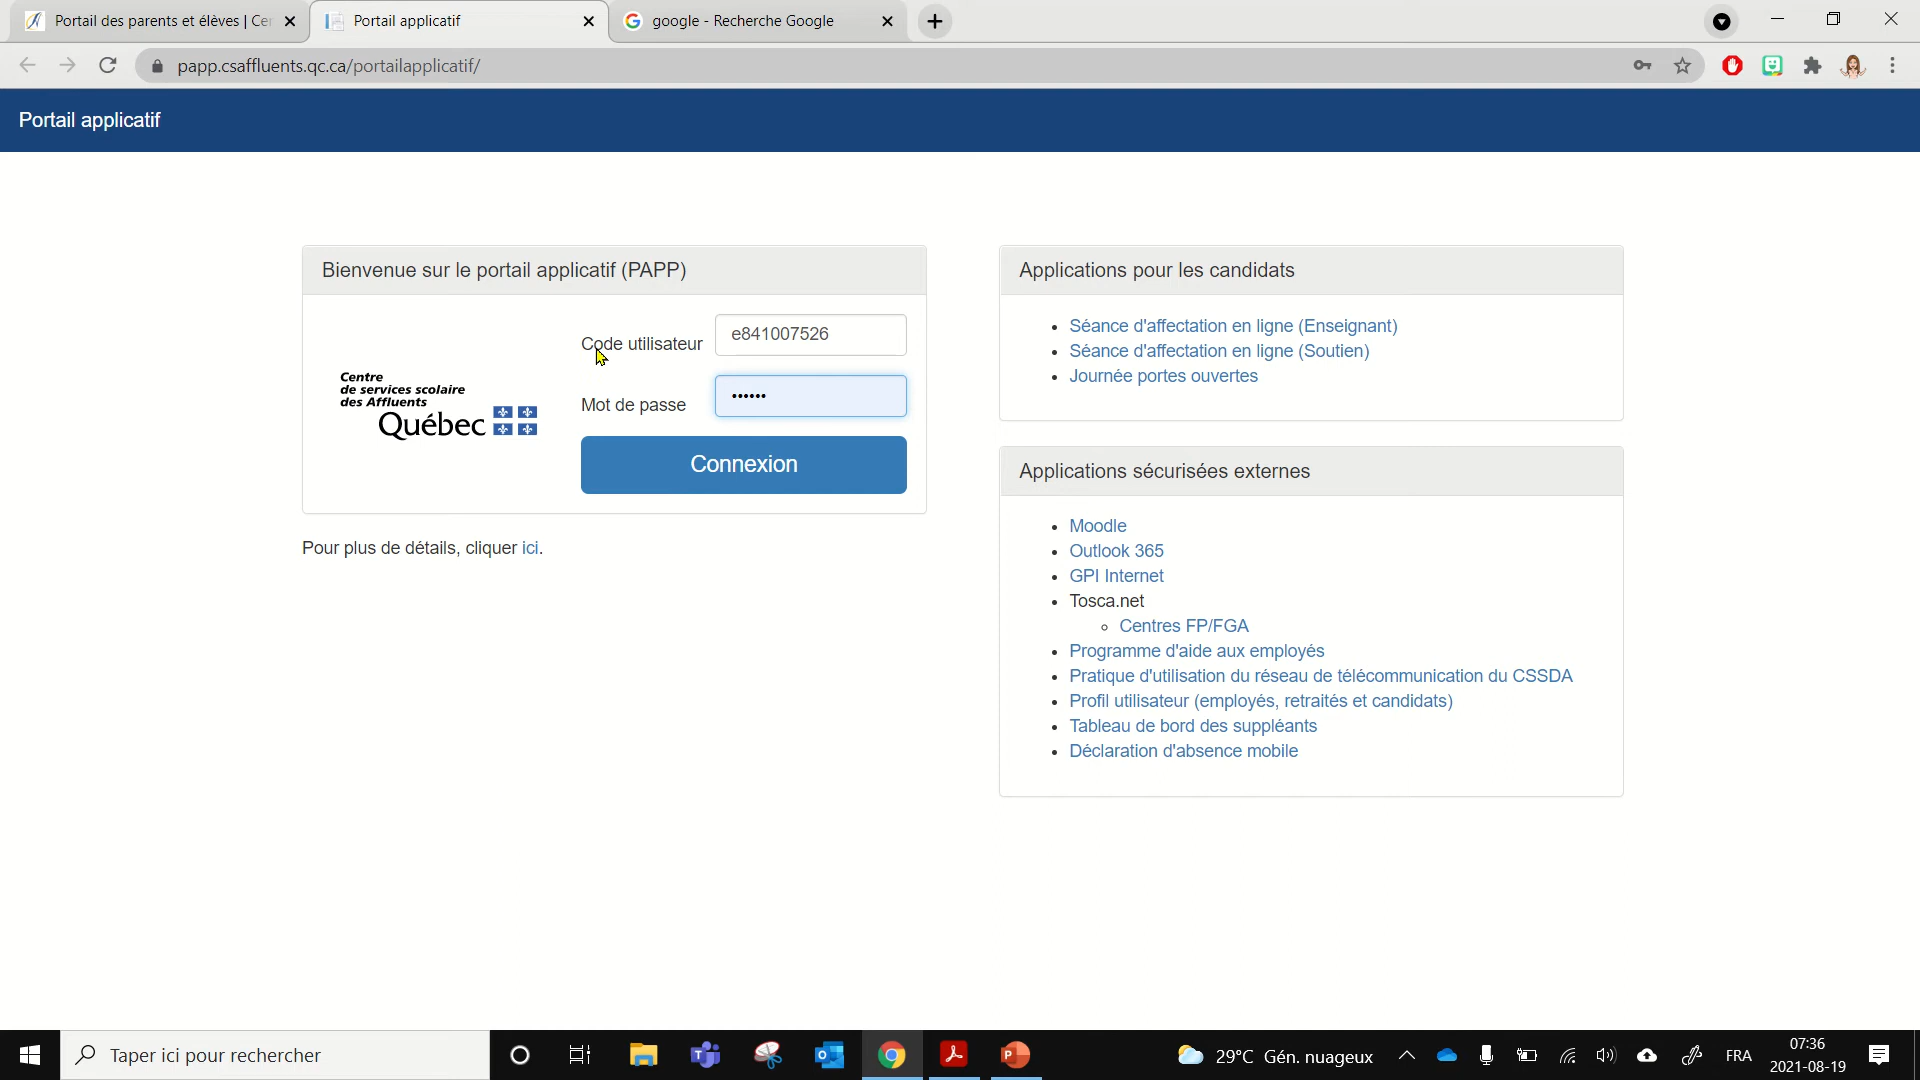 Portail des parents et élèves | Cer
Portail applicatif
google - Recherche Google
papp.csaffluents.qc.ca/portailapplicatif/
Portail applicatif
Bienvenue sur le portail applicatif (PAPP)
Code utilisateur
e841007526
Mot de passe
••••••
Connexion
Centre
de services scolaire
des Affluents
Québec
Pour plus de détails, cliquer ici.
Applications pour les candidats
Séance d'affectation en ligne (Enseignant)
Séance d'affectation en ligne (Soutien)
Journée portes ouvertes
Applications sécurisées externes
Moodle
Outlook 365
GPI Internet
Tosca.net
Centres FP/FGA
Programme d'aide aux employés
Pratique d'utilisation du réseau de télécommunication du CSSDA
Profil utilisateur (employés, retraités et candidats)
Tableau de bord des suppléants
Déclaration d'absence mobile
Taper ici pour rechercher
29°C Gén. nuageux
FRA
07:36
2021-08-19